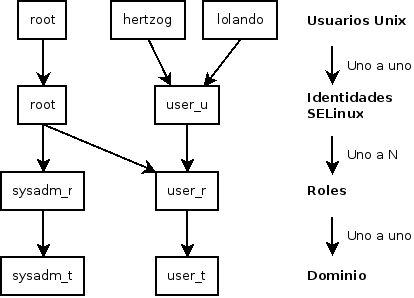 root hertzog lolando Usuarios Unix
Uno a uno
root user_u Identidades
SELinux
Uno a N
sysadm_r user_r Roles
Uno a uno
sysadm_t user_t Dominio